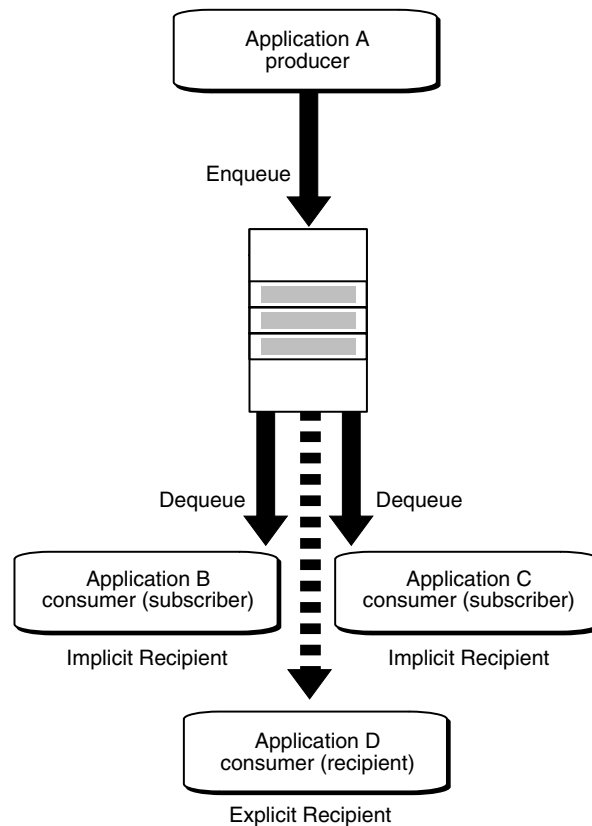 Application A
producer
Enqueue
Dequeue
Dequeue
Application B
consumer (subscriber)
Application C
consumer (subscriber)
Implicit Recipient
Implicit Recipient
Application D
consumer (recipient)
Explicit Recipient